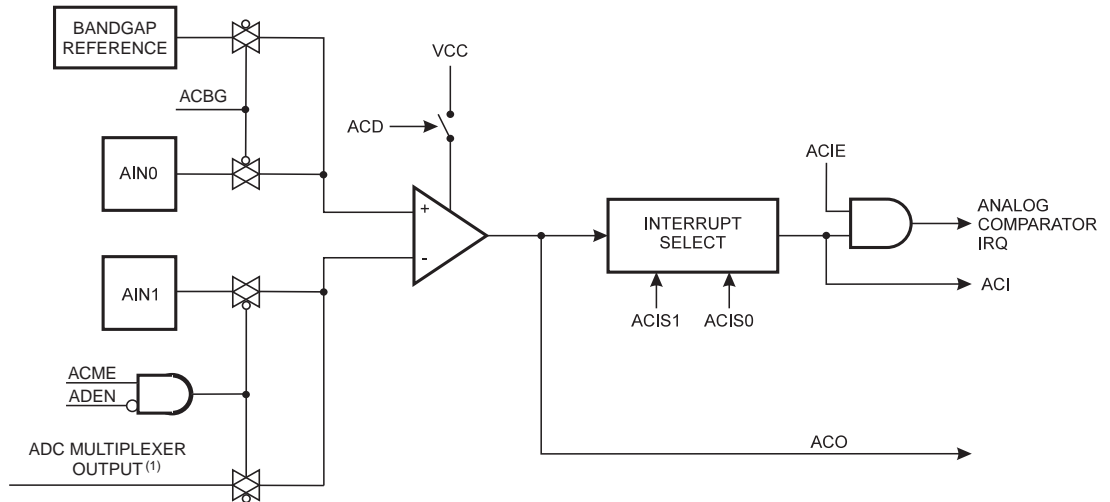 BANDGAP
REFERENCE
VCC
ACBG
ACD
ACIE
AIN0
+
INTERRUPT
SELECT
ANALOG
COMPARATOR
IRQ
-
AIN1
ACI
ACIS1 ACIS0
ACME
ADEN
ADC MULTIPLEXER
OUTPUT (1)
ACO